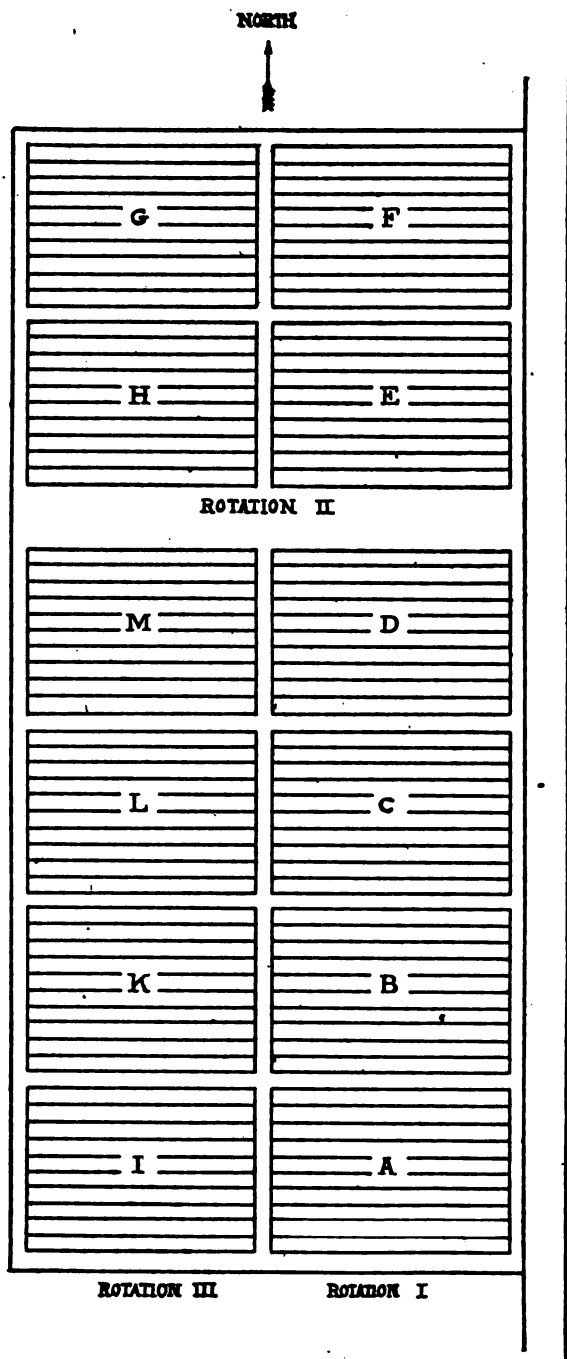 NORTH
G F
H E
ROTATION II
M D
L C
K B
I A
ROTATION III ROTATION I